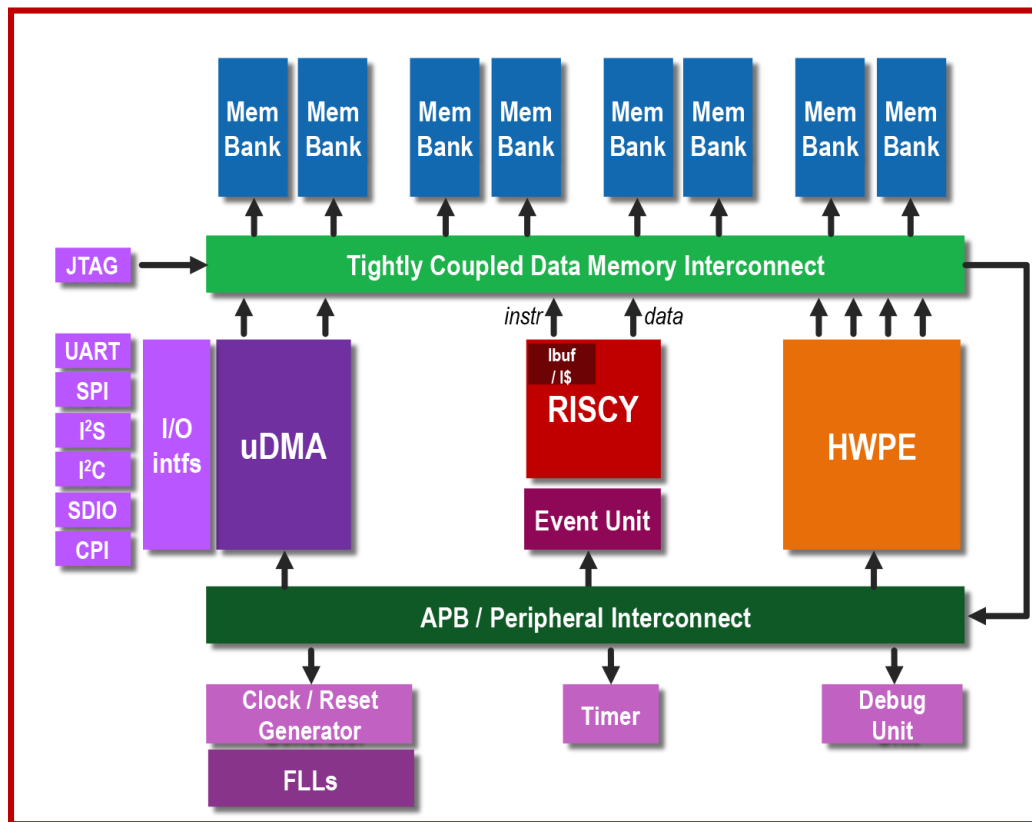 Mem
Bank
Mem
Bank
Mem
Bank
Mem
Bank
Mem
Bank
Mem
Bank
Mem
Bank
Mem
Bank
JTAG
Tightly Coupled Data Memory Interconnect
instr
data
UART
SPI
I²S
I²C
SDIO
CPI
I/O
intfs
uDMA
Ibuf
/ I$
RISCY
Event Unit
HWPE
APB / Peripheral Interconnect
Clock / Reset
Generator
FLLs
Timer
Debug
Unit